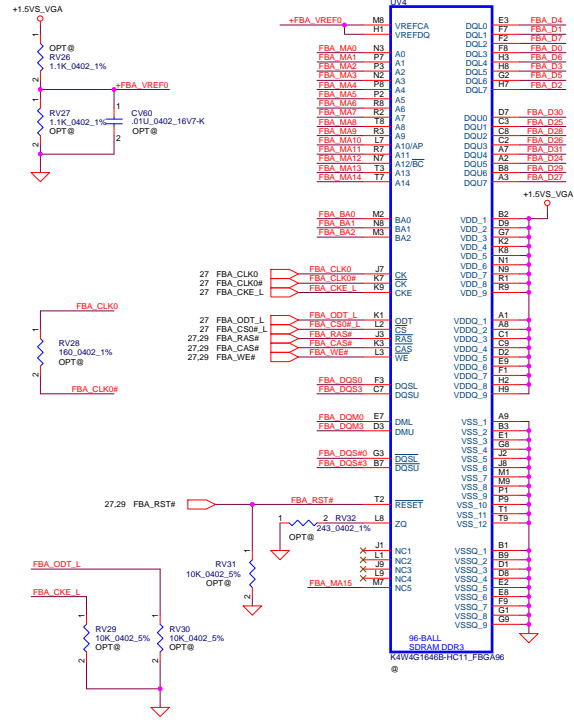 +1.5VS_VGA
OPT@
RV26
1.1K_0402_1%
+FBA_VREF0
RV27
1.1K_0402_1%
OPT@
CV60
.01U_0402_16V7-K
OPT@
1
2
1
2
1
2
FBA_CLK0
RV28
160_0402_1%
OPT@
1
2
FBA_CLK0#
27,29 FBA_RST#
FBA_RST#
RV31
10K_0402_5%
OPT@
1
2
1
2 RV32
243_0402_1%
OPT@
FBA_ODT_L
FBA_CKE_L
RV29
10K_0402_5%
OPT@
1
2
RV30
10K_0402_5%
OPT@
1
2
27 FBA_CLK0
27 FBA_CLK0#
27 FBA_CKE_L
27 FBA_ODT_L
27 FBA_CS0#_L
27,29 FBA_RAS#
27,29 FBA_CAS#
27,29 FBA_WE#
UV4
+FBA_VREF0 M8 VREFCA
H1 VREFDQ
FBA_MA0 N3 A0
FBA_MA1 P7 A1
FBA_MA2 P3 A2
FBA_MA3 N2 A3
FBA_MA4 P8 A4
FBA_MA5 P2 A5
FBA_MA6 R8 A6
FBA_MA7 R2 A7
FBA_MA8 T8 A8
FBA_MA9 R3 A9
FBA_MA10 L7 A10/AP
FBA_MA11 R7 A11
FBA_MA12 N7 A12/BC
FBA_MA13 T3 A13
FBA_MA14 T7 A14
FBA_BA0 M2 BA0
FBA_BA1 N8 BA1
FBA_BA2 M3 BA2
FBA_CLK0 J7 CK
FBA_CLK0# K7 CK
FBA_CKE_L K9 CKE
FBA_ODT_L K1 ODT
FBA_CS0#_L L2 CS
FBA_RAS# J3 RAS
FBA_CAS# K3 CAS
FBA_WE# L3 WE
FBA_DQS0 F3 DQSL
FBA_DQS3 C7 DQSU
FBA_DQM0 E7 DML
FBA_DQM3 D3 DMU
FBA_DQS#0 G3 DQSL
FBA_DQS#3 B7 DQSU
T2 RESET
L8 ZQ
J1 NC1
L1 NC2
J9 NC3
L9 NC4
FBA_MA15 M7 NC5
DQL0 E3 FBA_D4
DQL1 F7 FBA_D1
DQL2 F2 FBA_D7
DQL3 F8 FBA_D0
DQL4 H3 FBA_D6
DQL5 H8 FBA_D3
DQL6 G2 FBA_D5
DQL7 H7 FBA_D2
DQU0 D7 FBA_D30
DQU1 C3 FBA_D25
DQU2 C8 FBA_D28
DQU3 C2 FBA_D26
DQU4 A7 FBA_D31
DQU5 A2 FBA_D24
DQU6 B8 FBA_D29
DQU7 A3 FBA_D27
+1.5VS_VGA
VDD_1 B2
VDD_2 D9
VDD_3 G7
VDD_4 K2
VDD_5 K8
VDD_6 N1
VDD_7 N9
VDD_8 R1
VDD_9 R9
VDDQ_1 A1
VDDQ_2 A8
VDDQ_3 C1
VDDQ_4 C9
VDDQ_5 D2
VDDQ_6 E9
VDDQ_7 F1
VDDQ_8 H2
VDDQ_9 H9
VSS_1 A9
VSS_2 B3
VSS_3 E1
VSS_4 G8
VSS_5 J2
VSS_6 J8
VSS_7 M1
VSS_8 M9
VSS_9 P1
VSS_10 P9
VSS_11 T1
VSS_12 T9
VSSQ_1 B1
VSSQ_2 B9
VSSQ_3 D1
VSSQ_4 D8
VSSQ_5 E2
VSSQ_6 E8
VSSQ_7 F9
VSSQ_8 G1
VSSQ_9 G9
96-BALL
SDRAM DDR3
K4W4G1646B-HC11_FBGA96
@